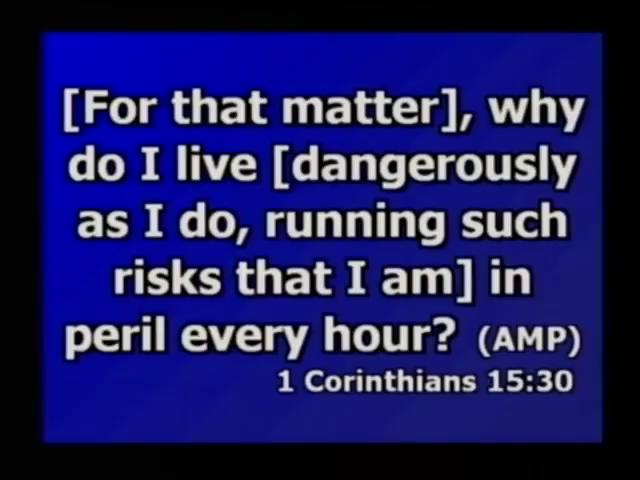 [For that matter], why
do I live [dangerously
as I do, running such
risks that I am] in
peril every hour? (AMP)
1 Corinthians 15:30